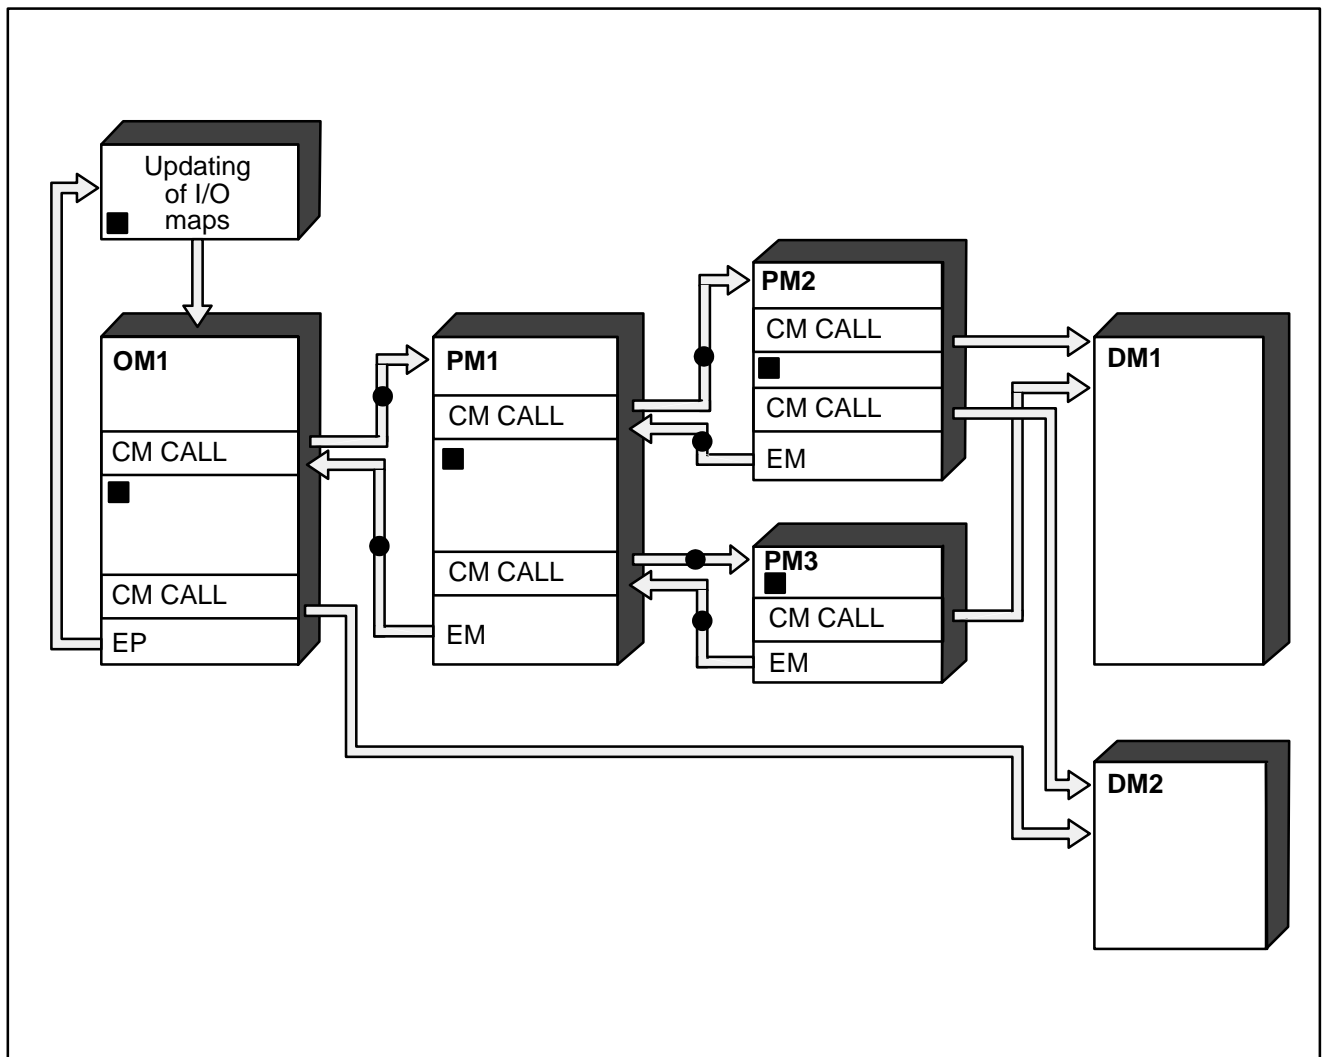 Updating
of I/O
maps
OM1
CM CALL
CM CALL
EP
PM1
CM CALL
CM CALL
EM
PM2
CM CALL
CM CALL
EM
PM3
CM CALL
EM
DM1
DM2